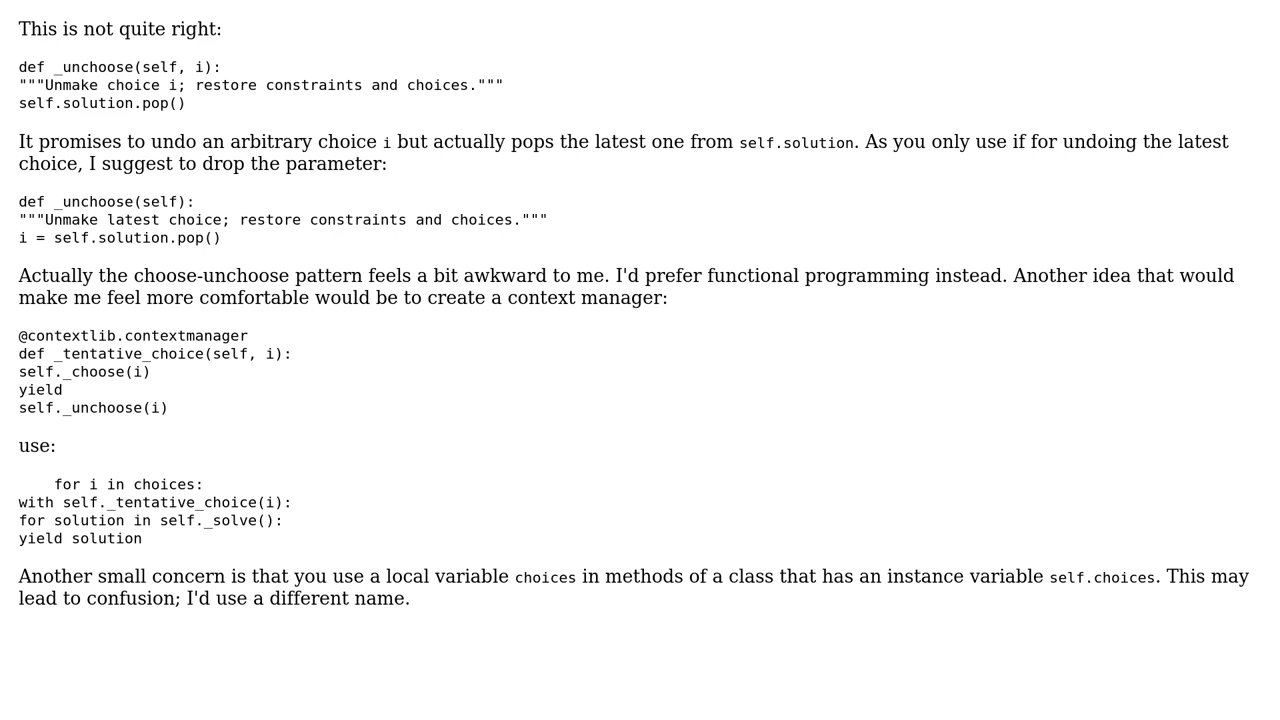 This is not quite right:
def _unchoose(self, i):
"""Unmake choice i; restore constraints and choices."""
self.solution.pop()
It promises to undo an arbitrary choice i but actually pops the latest one from self.solution. As you only use if for undoing the latest
choice, I suggest to drop the parameter:
def _unchoose(self):
"""Unmake latest choice; restore constraints and choices."""
i = self.solution.pop()
Actually the choose-unchoose pattern feels a bit awkward to me. I'd prefer functional programming instead. Another idea that would
make me feel more comfortable would be to create a context manager:
@contextlib.contextmanager
def _tentative_choice(self, i):
self._choose(i)
yield
self._unchoose(i)
use:
    for i in choices:
with self._tentative_choice(i):
for solution in self._solve():
yield solution
Another small concern is that you use a local variable choices in methods of a class that has an instance variable self.choices. This may
lead to confusion; I'd use a different name.